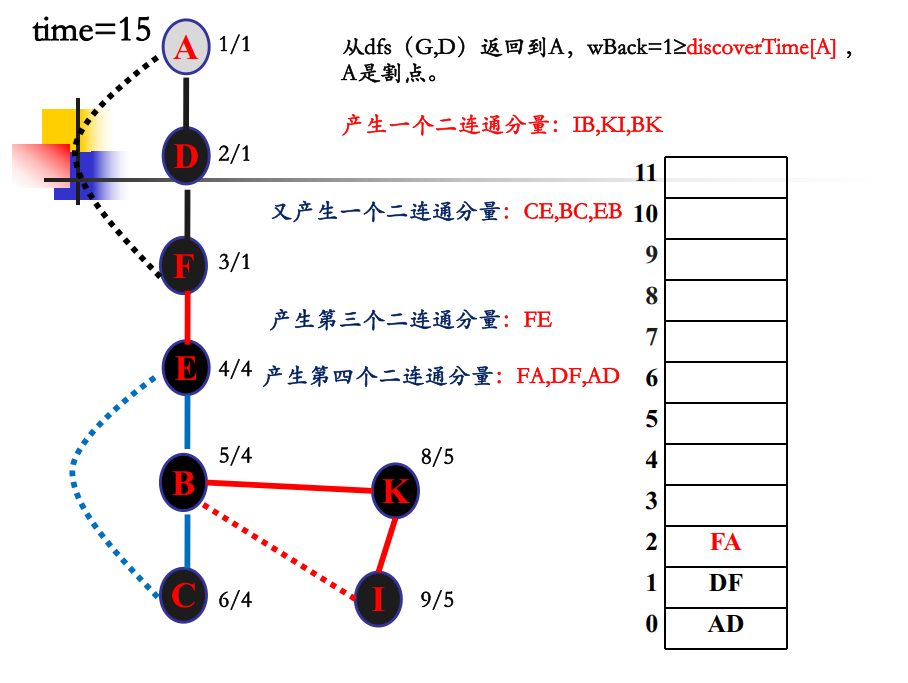 time=15
A 1/1
从dfs（G,D）返回到A，wBack=1≥discoverTime[A]，
A是割点。
产生一个二连通分量：IB,KI,BK
D 2/1
11
又产生一个二连通分量：CE,BC,EB
10
F 3/1
9
8
产生第三个二连通分量：FE
7
E 4/4
产生第四个二连通分量：FA,DF,AD
6
5
5/4
8/5
4
B
K
3
2 FA
1 DF
C 6/4
I 9/5
0 AD